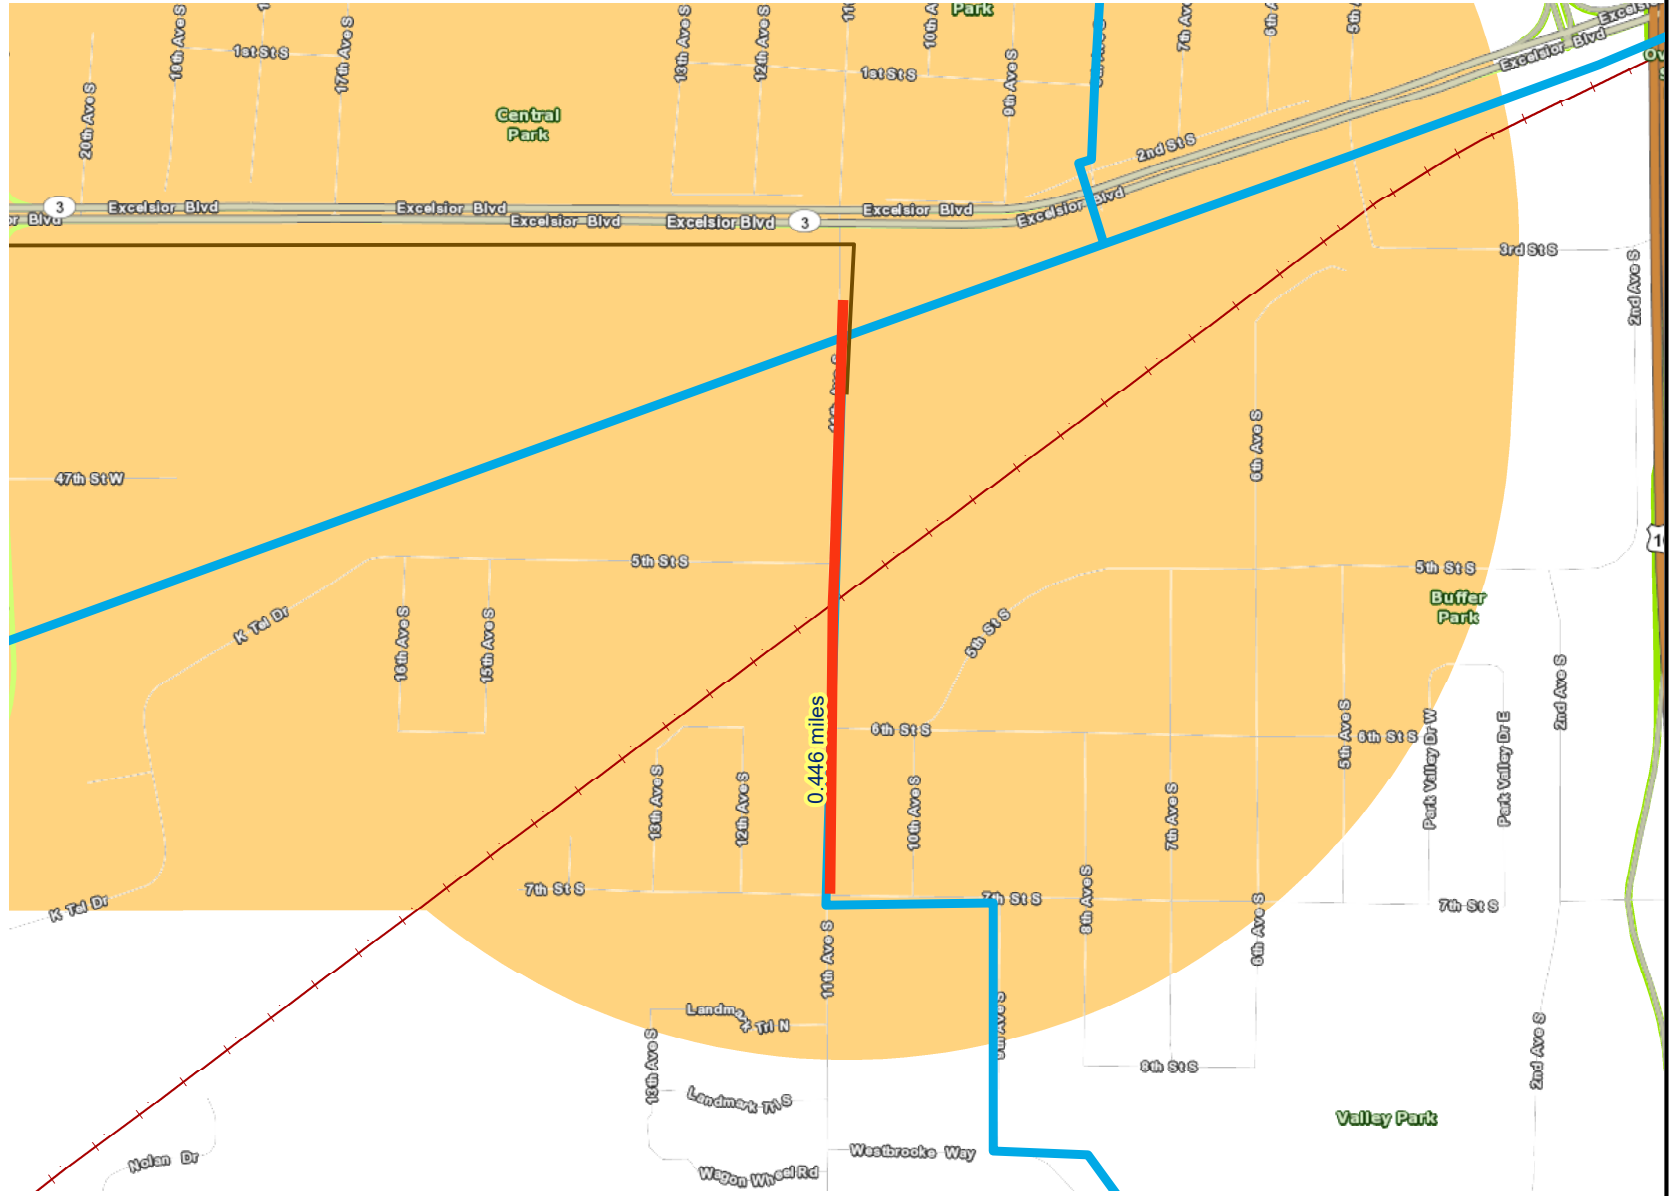 Park
Excelsior Blvd
19th Ave S
1st St S
17th Ave S
13th Ave S
12th Ave S
10th A
7th Av
6th A
5th A
20th Ave S
Central
Park
1st St S
9th Ave S
2nd St S
3
Excelsior Blvd
Excelsior Blvd
Excelsior Blvd
Excelsior Blvd
3
Excelsior Blvd
Excelsior Blvd
3rd St S
2nd Ave S
47th St W
6th Ave S
5th St S
5th St S
Buffer
Park
K Tel Dr
16th Ave S
15th Ave S
5th St S
0.446 miles
6th St S
6th St S
5th Ave S
Park Valley Dr W
Park Valley Dr E
2nd Ave S
13th Ave S
12th Ave S
10th Ave S
7th Ave S
K Tel Dr
7th St S
7th St S
8th Ave S
6th Ave S
7th St S
11th Ave S
Trl N
13th Ave S
8th St S
2nd Ave S
Landmark Trl S
Valley Park
Nolan Dr
Westbrooke Way
Wagon Wheel Rd